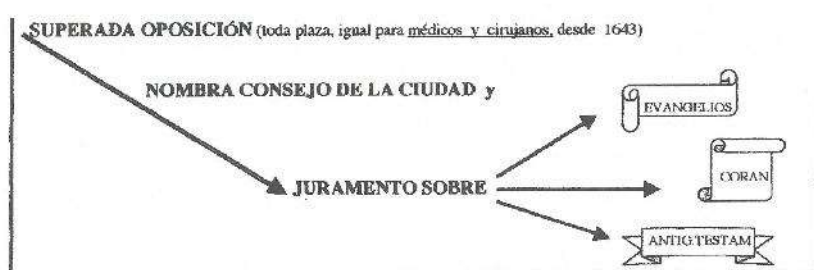 SUPERADA OPOSICIÓN (toda plaza, igual para médicos y cirujanos, desde 1643)
NOMBRA CONSEJO DE LA CIUDAD y
EVANGELIOS
CORAN
JURAMENTO SOBRE
ANTIG.TESTAM